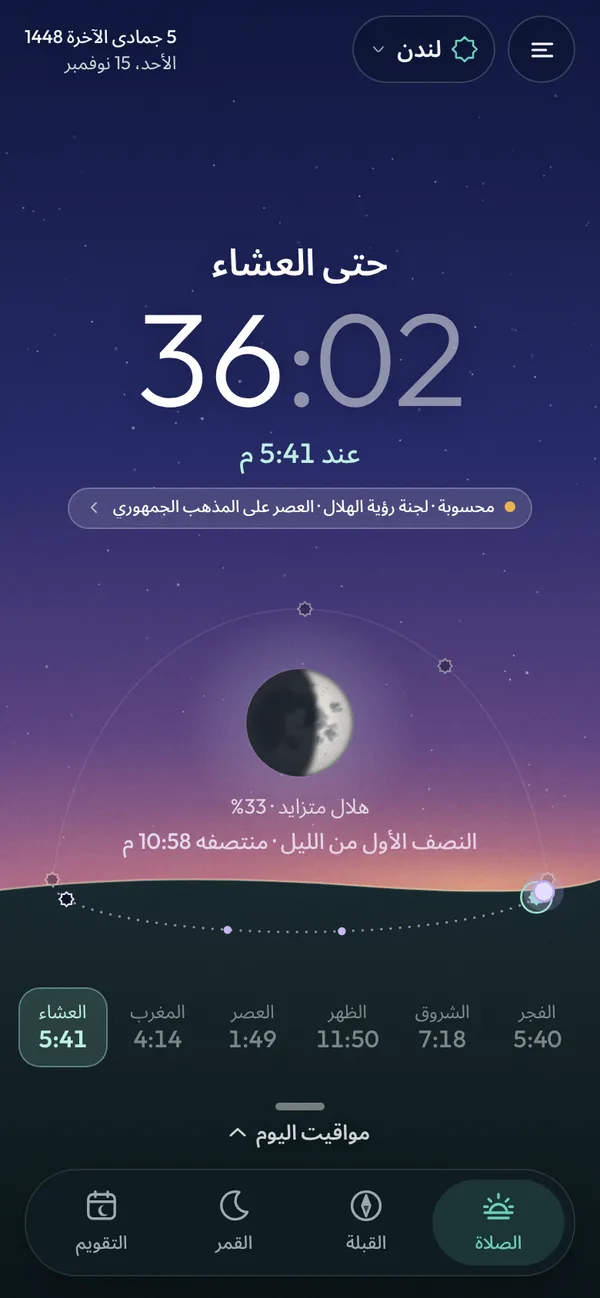 لندن
5 جمادى الآخرة 1448
الأحد، 15 نوفمبر
حتى العشاء
36:02
عند 5:41 م
محسوبة · لجنة رؤية الهلال · العصر على المذهب الجمهوري
هلال متزايد · 33%
النصف الأول من الليل · منتصفه 10:58 م
الفجر الشروق الظهر العصر المغرب العشاء
5:40 7:18 11:50 1:49 4:14 5:41
مواقيت اليوم
الصلاة القبلة القمر التقويم